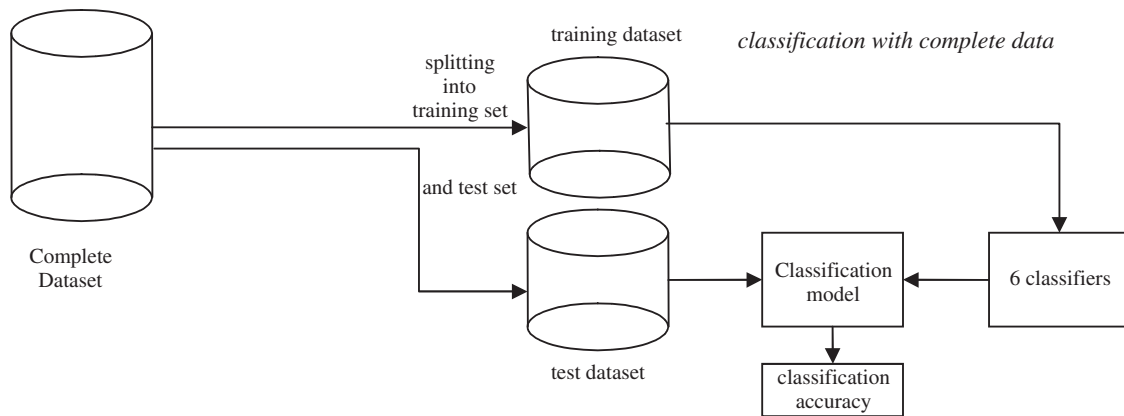 training dataset
classification with complete data
splitting
into
training set
and test set
Complete
Dataset
Classification
model
6 classifiers
test dataset
classification
accuracy